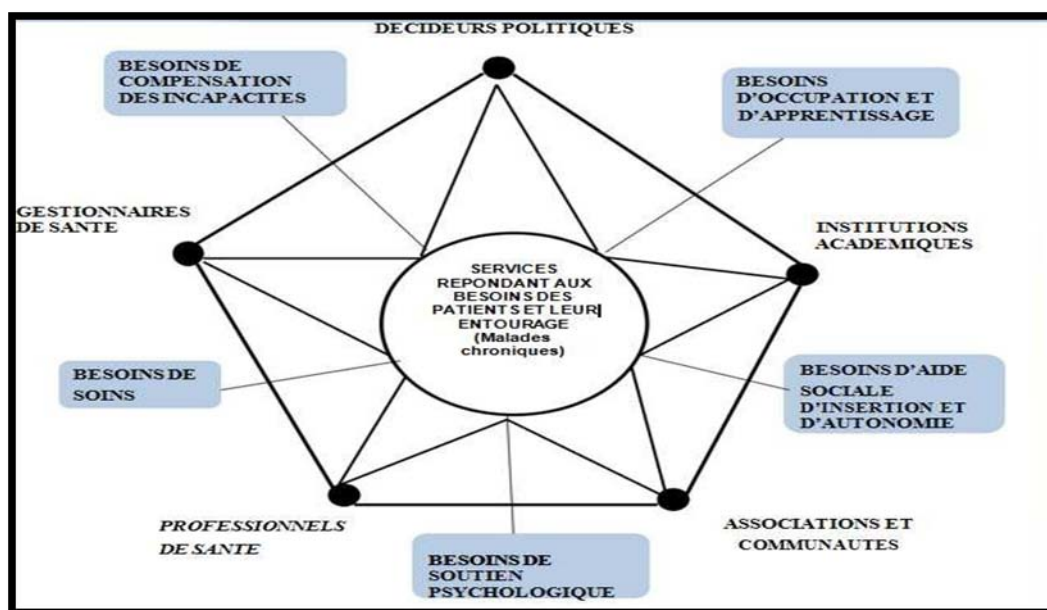 DECIDEURS POLITIQUES
BESOINS DE
COMPENSATION
DES INCAPACITES
BESOINS
D’OCCUPATION ET
D’APPRENTISSAGE
GESTIONNAIRES
DE SANTE
INSTITUTIONS
ACADEMIQUES
SERVICES
REPONDANT AUX
BESOINS DES
PATIENTS ET LEUR
ENTOURAGE
(Malades
chroniques)
BESOINS DE
SOINS
BESOINS D’AIDE
SOCIALE
D’INSERTION ET
D’AUTONOMIE
PROFESSIONNELS
DE SANTE
BESOINS DE
SOUTIEN
PSYCHOLOGIQUE
ASSOCIATIONS ET
COMMUNAUTES